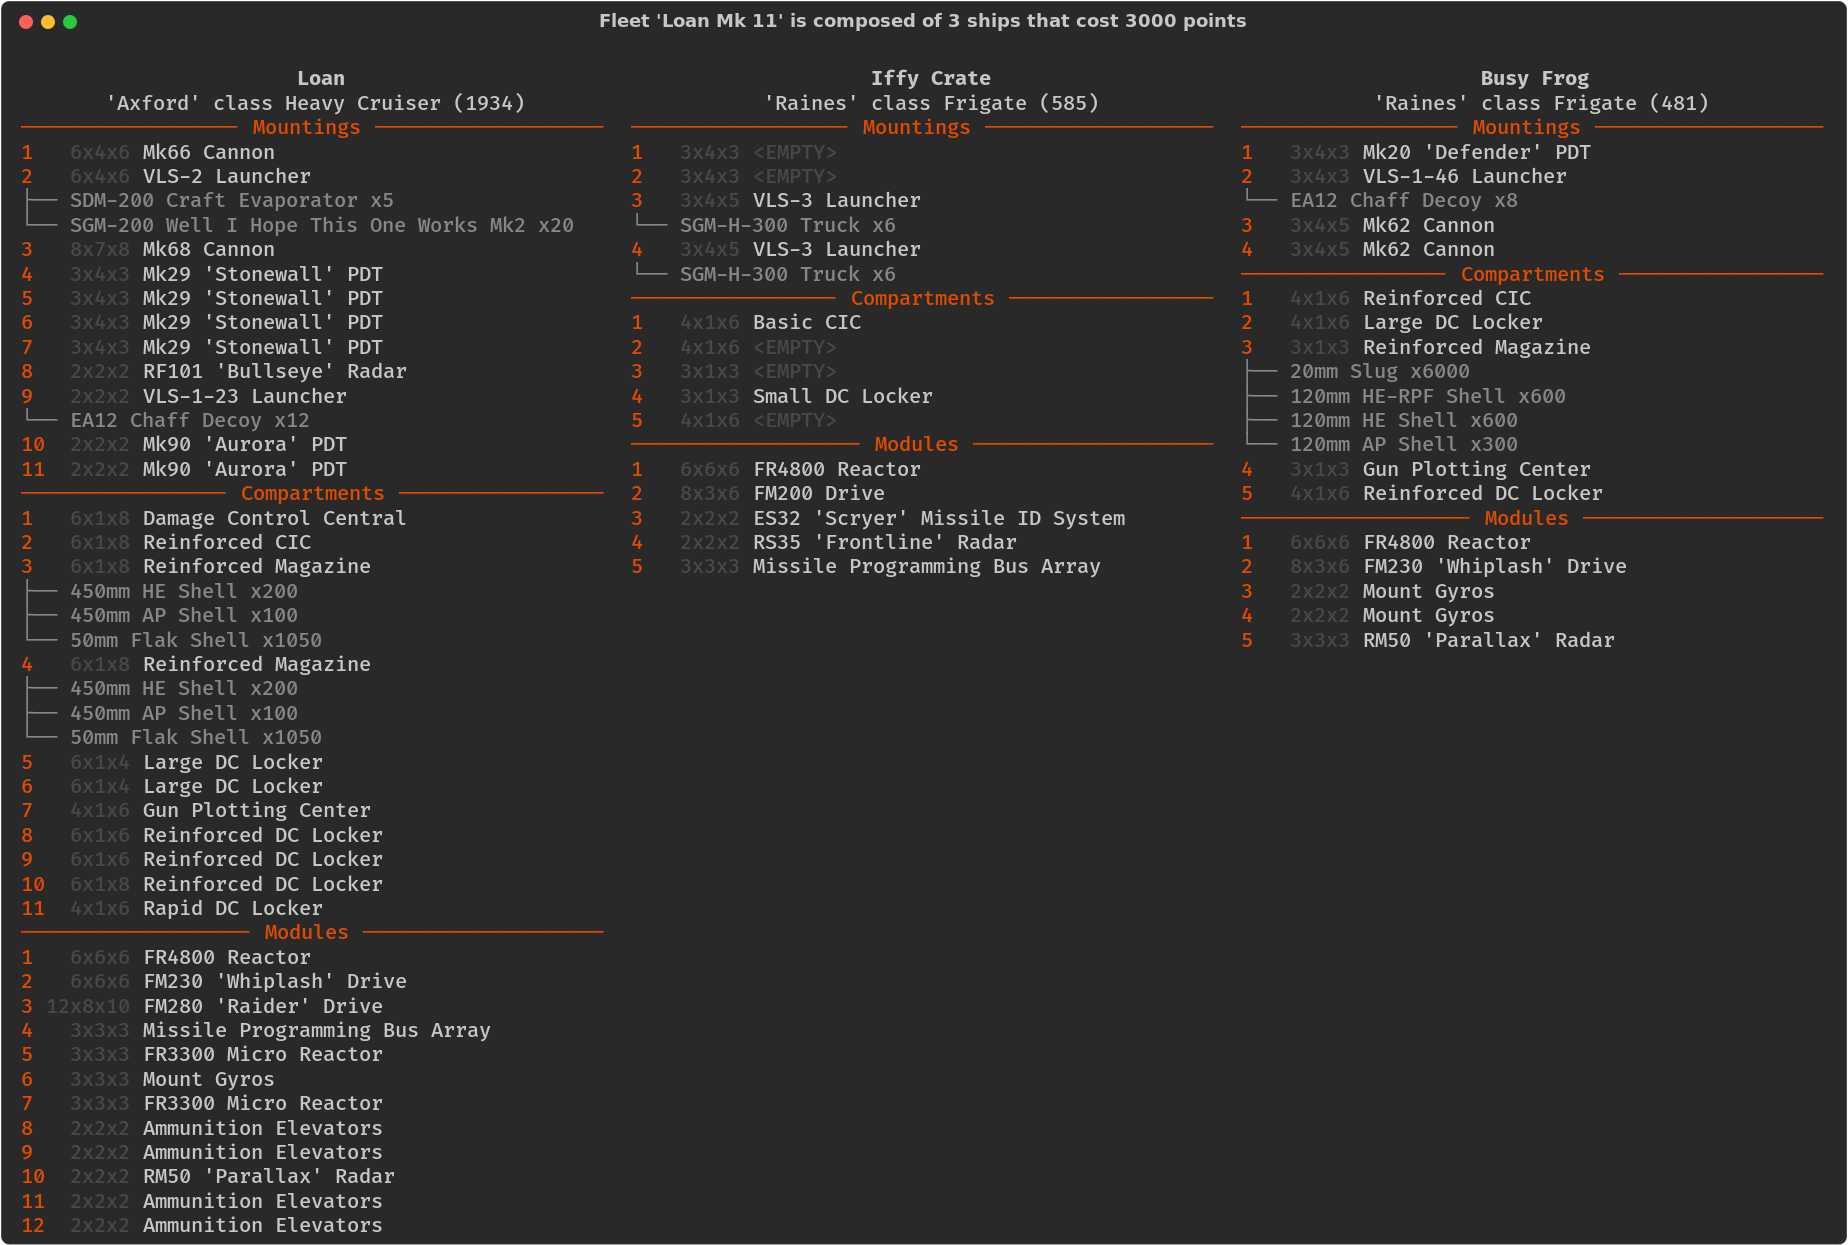 Fleet 'Loan Mk 11' is composed of 3 ships that cost 3000 points
Loan
'Axford' class Heavy Cruiser (1934)
Mountings
1 6x4x6 Mk66 Cannon
2 6x4x6 VLS-2 Launcher
SDM-200 Craft Evaporator x5
SGM-200 Well I Hope This One Works Mk2 x20
3 8x7x8 Mk68 Cannon
4 3x4x3 Mk29 'Stonewall' PDT
5 3x4x3 Mk29 'Stonewall' PDT
6 3x4x3 Mk29 'Stonewall' PDT
7 3x4x3 Mk29 'Stonewall' PDT
8 2x2x2 RF101 'Bullseye' Radar
9 2x2x2 VLS-1-23 Launcher
EA12 Chaff Decoy x12
10 2x2x2 Mk90 'Aurora' PDT
11 2x2x2 Mk90 'Aurora' PDT
Compartments
1 6x1x8 Damage Control Central
2 6x1x8 Reinforced CIC
3 6x1x8 Reinforced Magazine
450mm HE Shell x200
450mm AP Shell x100
50mm Flak Shell x1050
4 6x1x8 Reinforced Magazine
450mm HE Shell x200
450mm AP Shell x100
50mm Flak Shell x1050
5 6x1x4 Large DC Locker
6 6x1x4 Large DC Locker
7 4x1x6 Gun Plotting Center
8 6x1x6 Reinforced DC Locker
9 6x1x6 Reinforced DC Locker
10 6x1x8 Reinforced DC Locker
11 4x1x6 Rapid DC Locker
Modules
1 6x6x6 FR4800 Reactor
2 6x6x6 FM230 'Whiplash' Drive
3 12x8x10 FM280 'Raider' Drive
4 3x3x3 Missile Programming Bus Array
5 3x3x3 FR3300 Micro Reactor
6 3x3x3 Mount Gyros
7 3x3x3 FR3300 Micro Reactor
8 2x2x2 Ammunition Elevators
9 2x2x2 Ammunition Elevators
10 2x2x2 RM50 'Parallax' Radar
11 2x2x2 Ammunition Elevators
12 2x2x2 Ammunition Elevators
Iffy Crate
'Raines' class Frigate (585)
Mountings
1 3x4x3 <EMPTY>
2 3x4x3 <EMPTY>
3 3x4x5 VLS-3 Launcher
SGM-H-300 Truck x6
4 3x4x5 VLS-3 Launcher
SGM-H-300 Truck x6
Compartments
1 4x1x6 Basic CIC
2 4x1x6 <EMPTY>
3 3x1x3 <EMPTY>
4 3x1x3 Small DC Locker
5 4x1x6 <EMPTY>
Modules
1 6x6x6 FR4800 Reactor
2 8x3x6 FM200 Drive
3 2x2x2 ES32 'Scryer' Missile ID System
4 2x2x2 RS35 'Frontline' Radar
5 3x3x3 Missile Programming Bus Array
Busy Frog
'Raines' class Frigate (481)
Mountings
1 3x4x3 Mk20 'Defender' PDT
2 3x4x3 VLS-1-46 Launcher
EA12 Chaff Decoy x8
3 3x4x5 Mk62 Cannon
4 3x4x5 Mk62 Cannon
Compartments
1 4x1x6 Reinforced CIC
2 4x1x6 Large DC Locker
3 3x1x3 Reinforced Magazine
20mm Slug x6000
120mm HE-RPF Shell x600
120mm HE Shell x600
120mm AP Shell x300
4 3x1x3 Gun Plotting Center
5 4x1x6 Reinforced DC Locker
Modules
1 6x6x6 FR4800 Reactor
2 8x3x6 FM230 'Whiplash' Drive
3 2x2x2 Mount Gyros
4 2x2x2 Mount Gyros
5 3x3x3 RM50 'Parallax' Radar